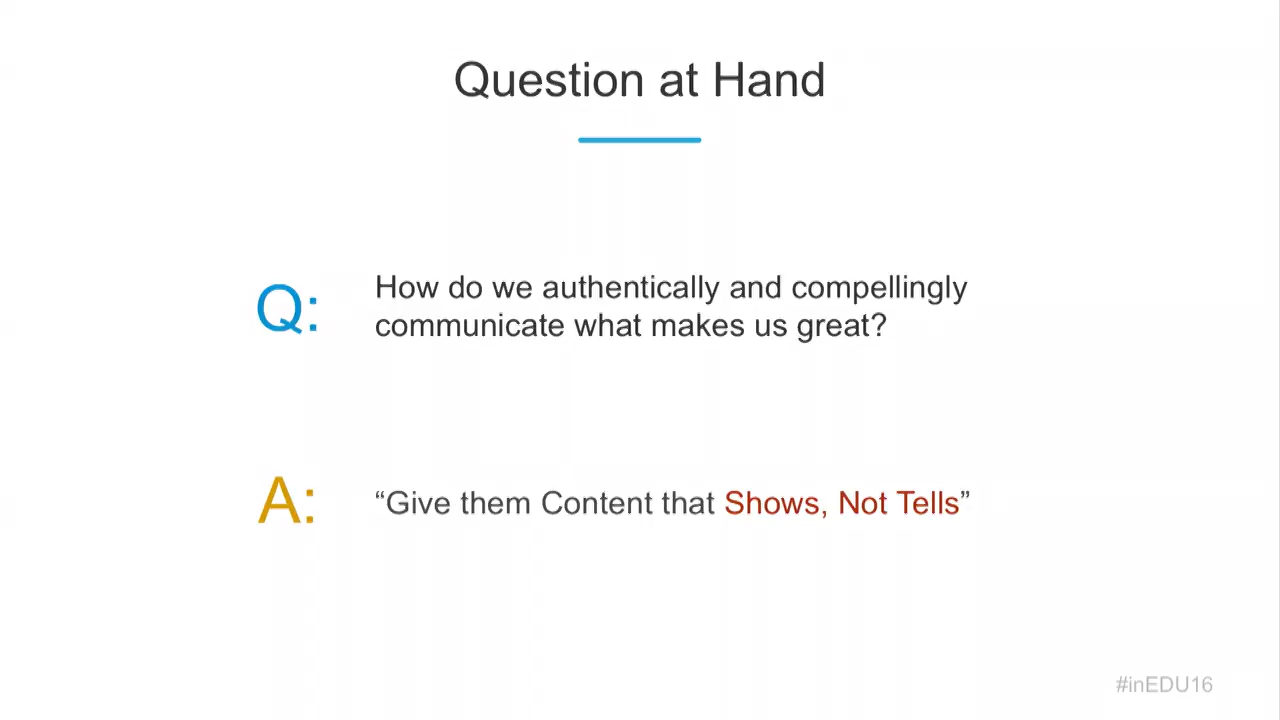 Question at Hand
Q:
How do we authentically and compellingly
communicate what makes us great?
A:
“Give them Content that Shows, Not Tells”
#inEDU16